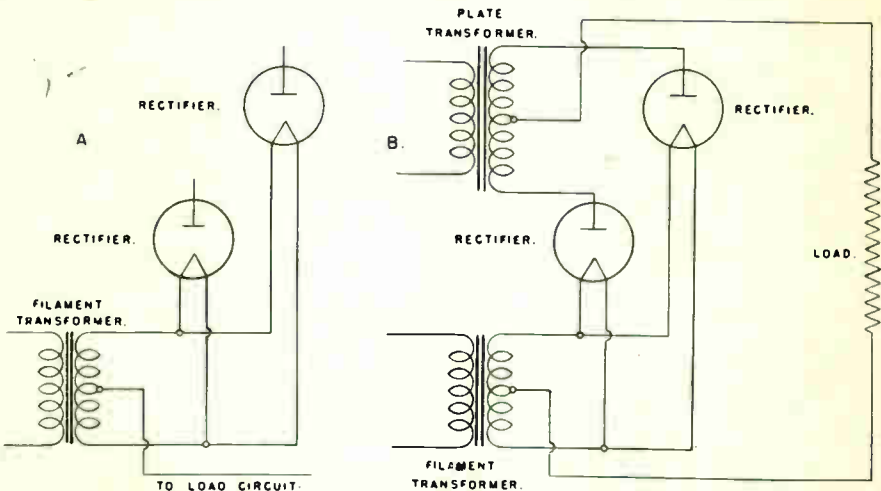 RECTIFIER.
A
RECTIFIER.
FILAMENT
TRANSFORMER.
TO LOAD CIRCUIT.
PLATE
TRANSFORMER.
B.
RECTIFIER.
RECTIFIER.
LOAD.
FILAMENT
TRANSFORMER.